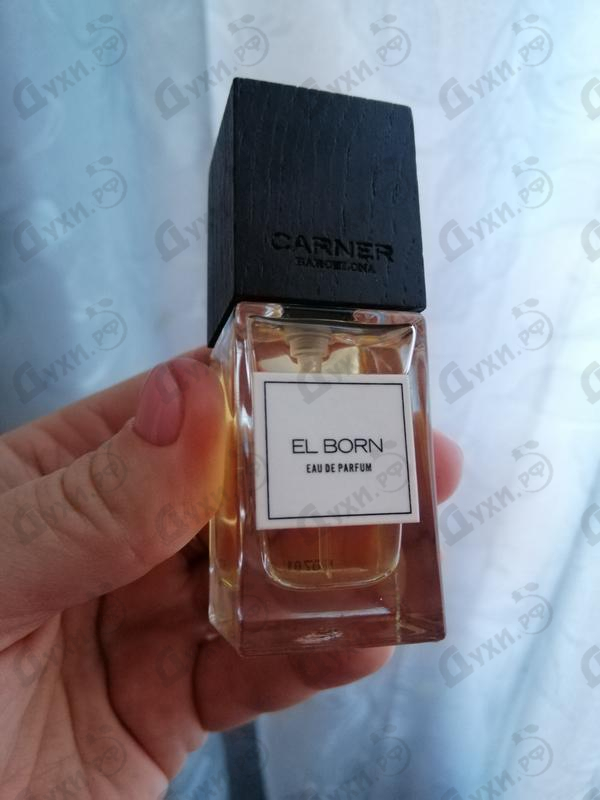 CARNER
BARCELONA
EL BORN
EAU DE PARFUM
Духи.РФ